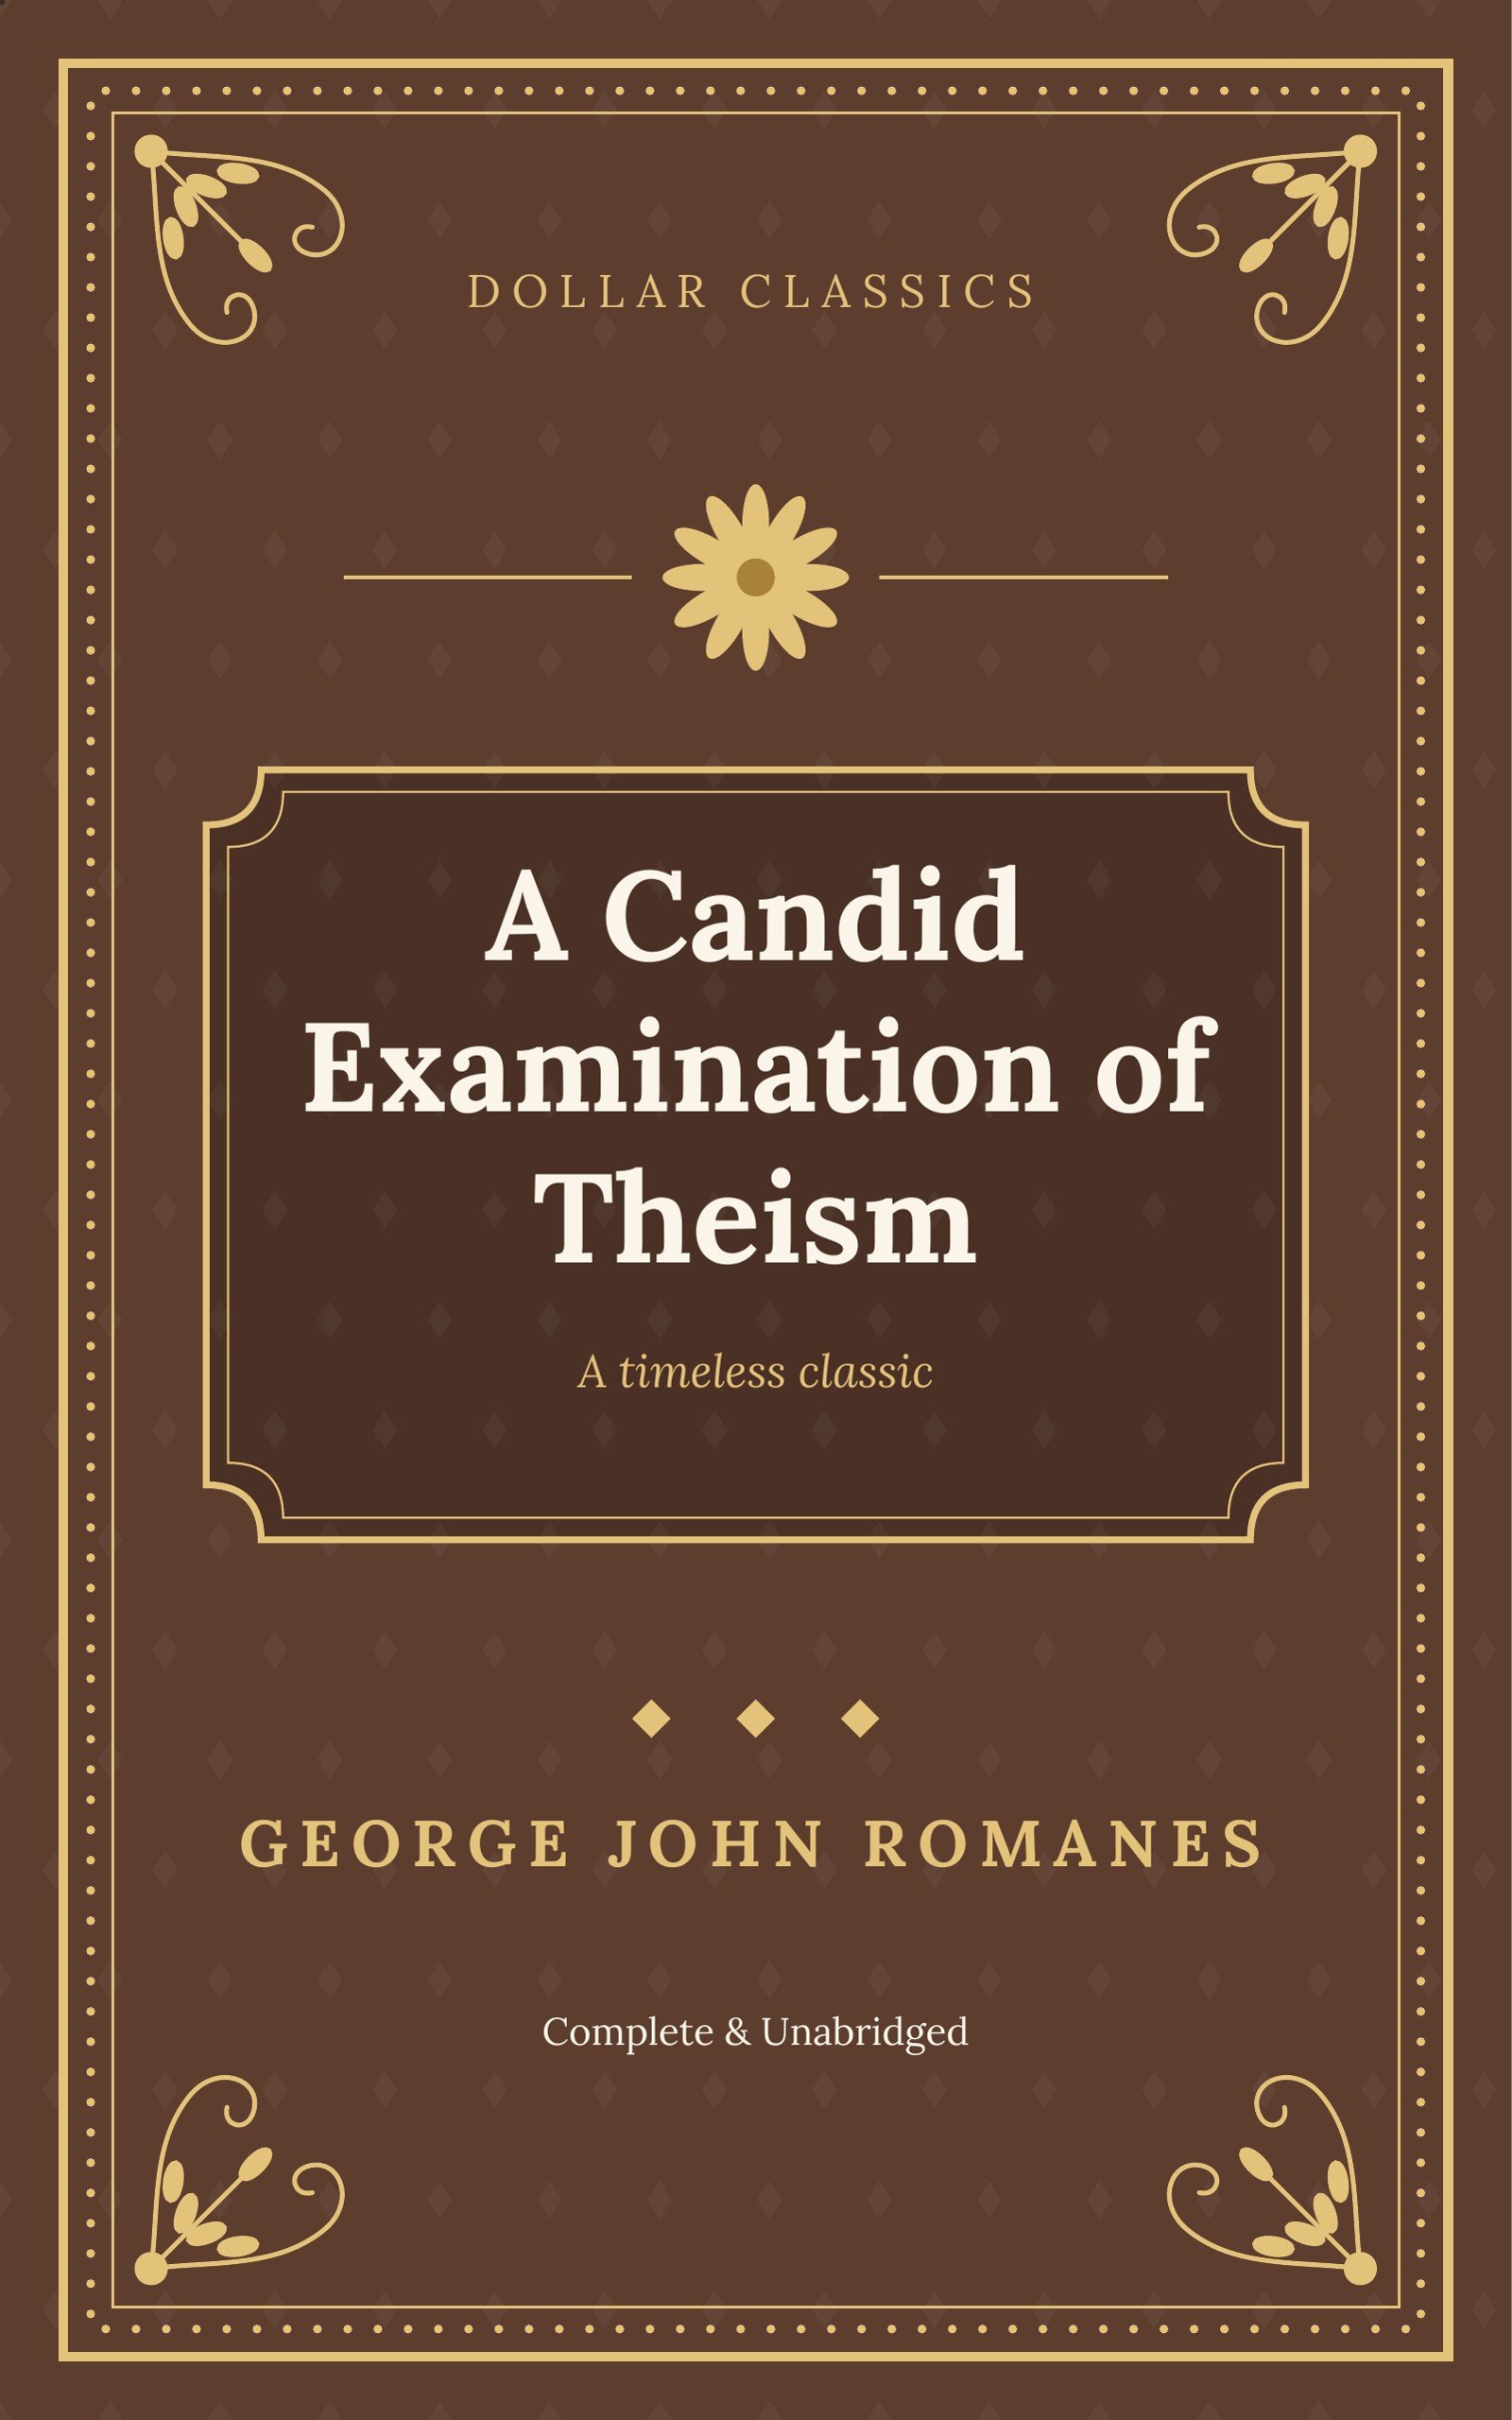 DOLLAR CLASSICS
A Candid
Examination of
Theism
A timeless classic
GEORGE JOHN ROMANES
Complete & Unabridged